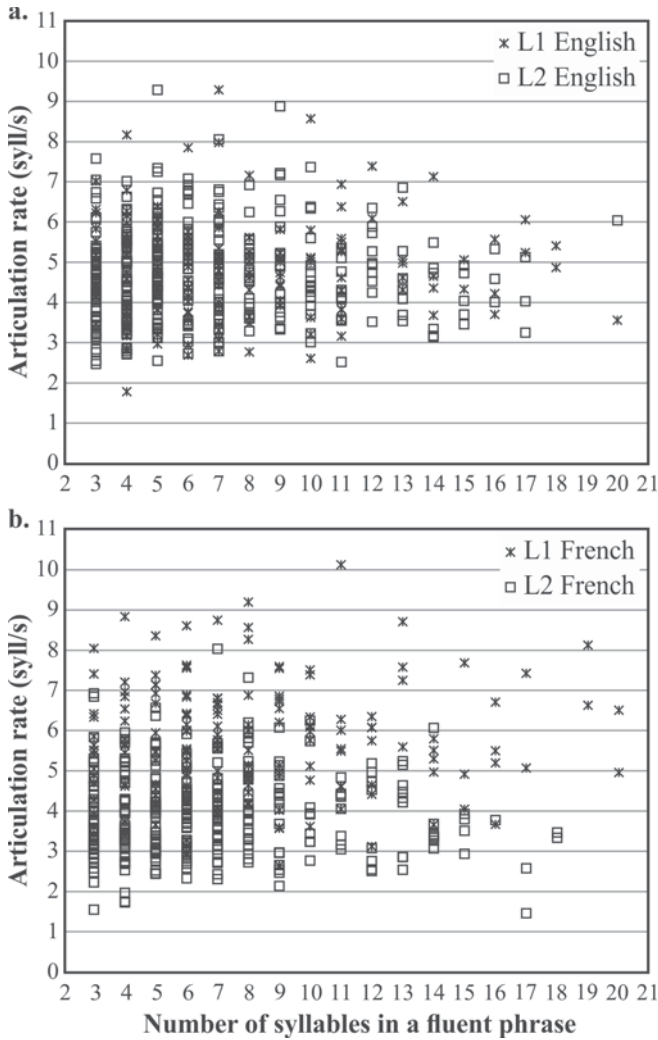 a.
11
10
9
8
7
6
5
4
3
2
1
0
Articulation rate (syll/s)
L1 English
L2 English
2 3 4 5 6 7 8 9 10 11 12 13 14 15 16 17 18 19 20 21
b.
11
10
9
8
7
6
5
4
3
2
1
0
Articulation rate (syll/s)
L1 French
L2 French
2 3 4 5 6 7 8 9 10 11 12 13 14 15 16 17 18 19 20 21
Number of syllables in a fluent phrase